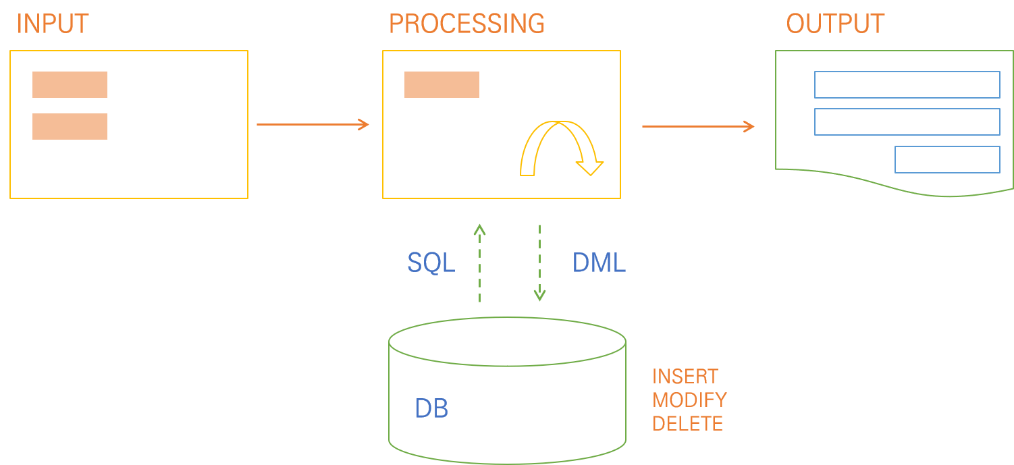 INPUT
PROCESSING
OUTPUT
SQL
DML
DB
INSERT
MODIFY
DELETE